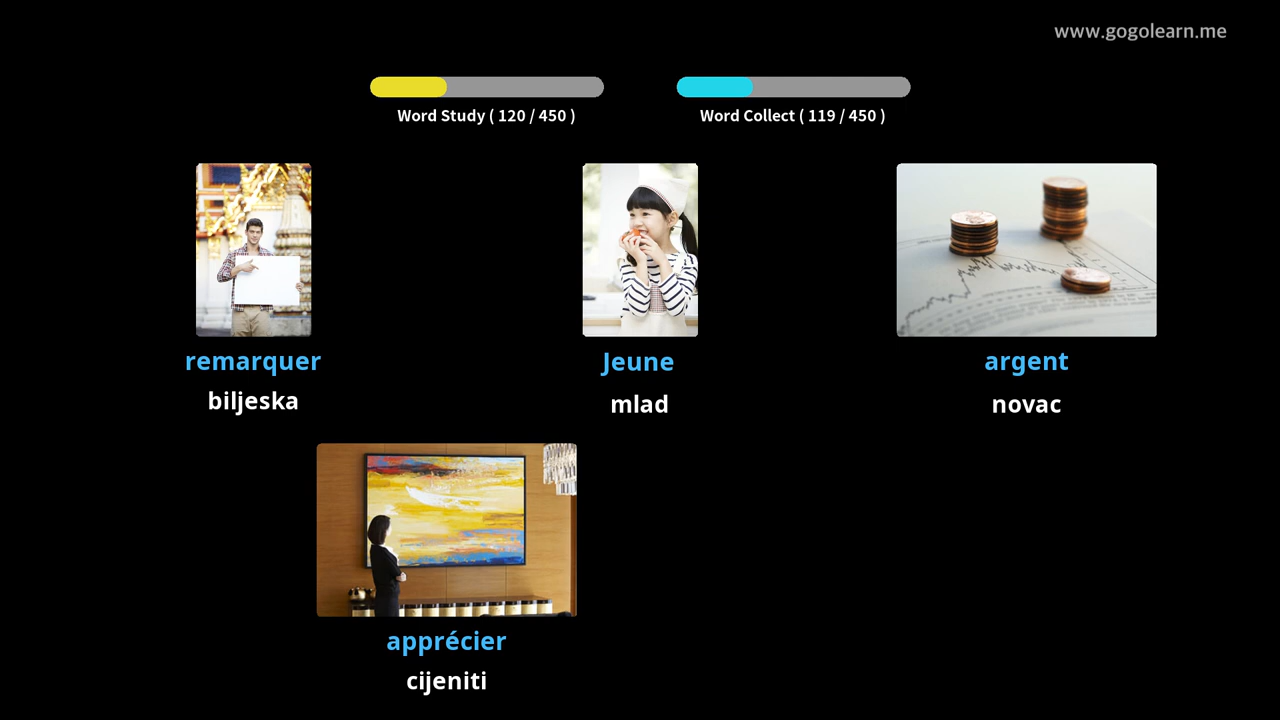 www.gogolearn.me
Word Study ( 120 / 450 )
Word Collect ( 119 / 450 )
remarquer
biljeska
Jeune
mlad
argent
novac
apprécier
cijeniti